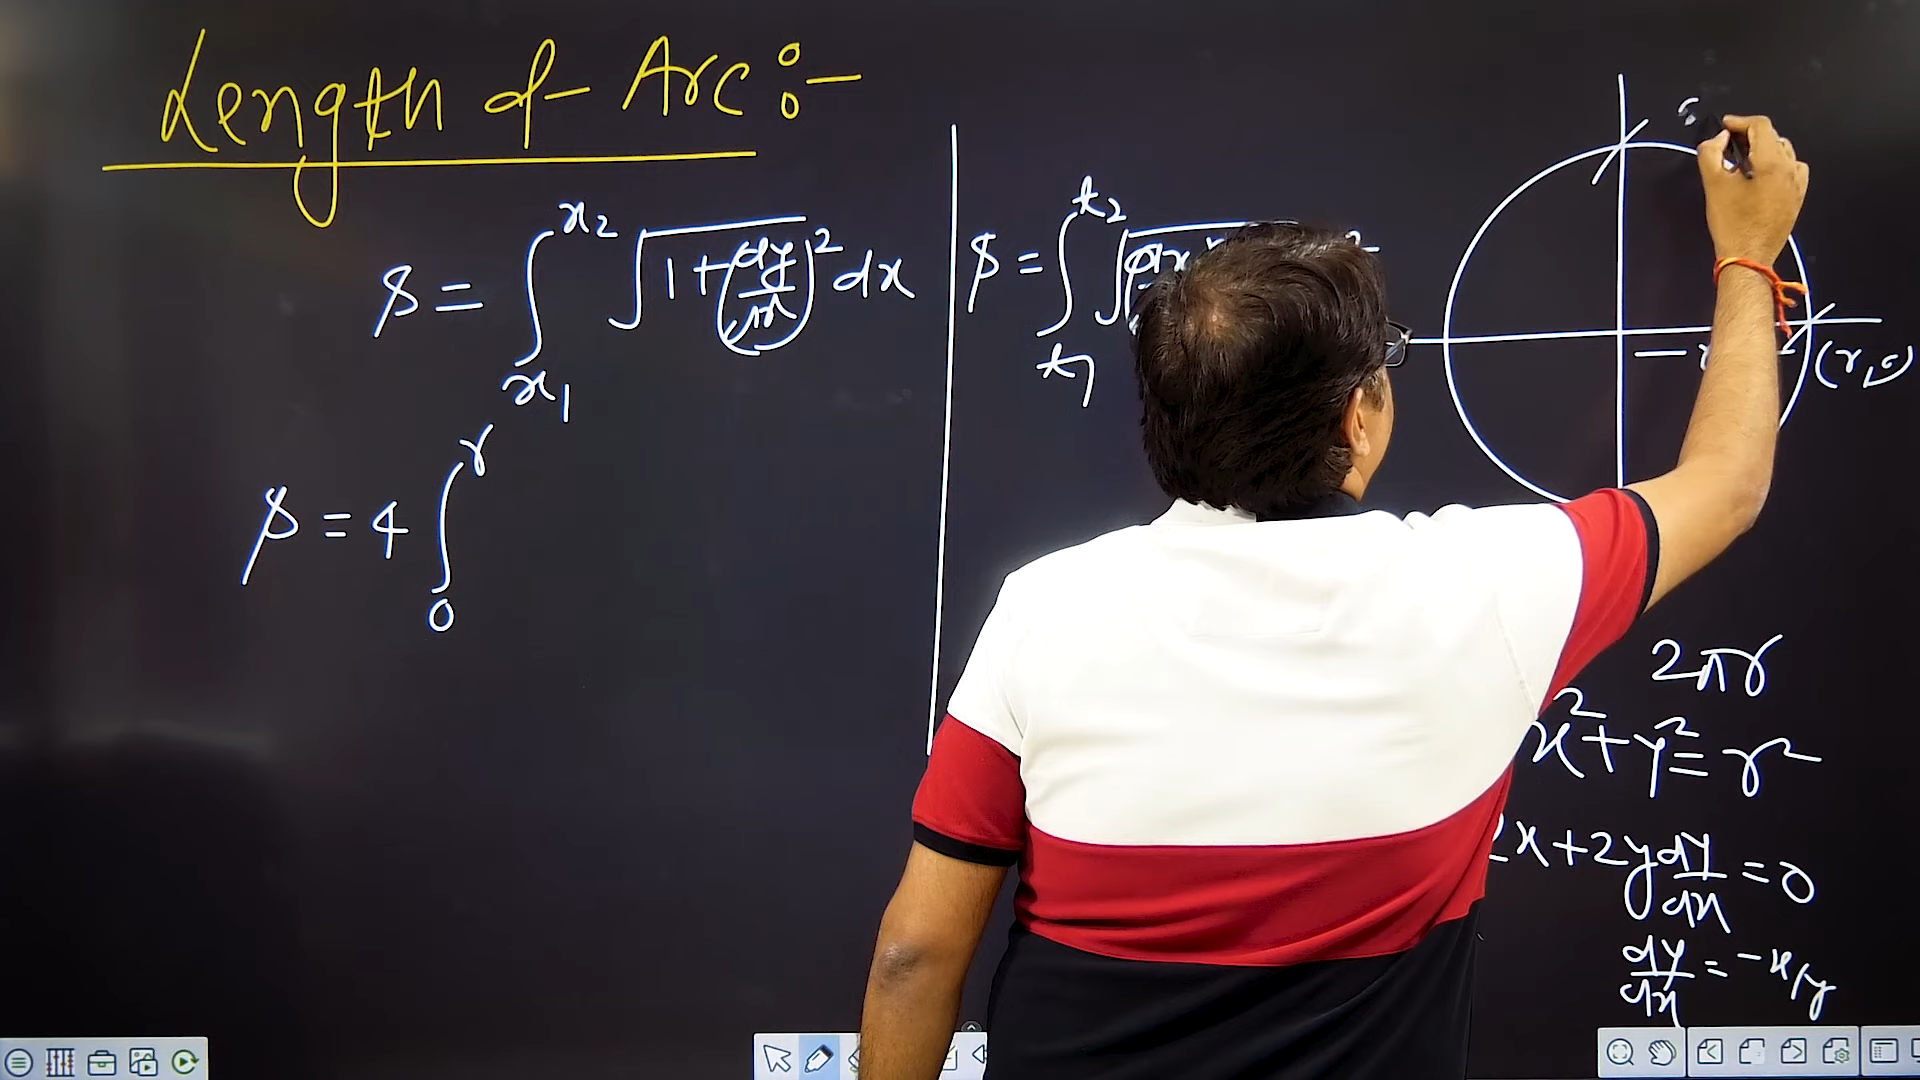 Length of Arc :-
s = ∫_{x₁}^{x₂} √(1+(dy/dx)²) dx
s = ∫_{t₁}^{t₂} √((dx
s = 4 ∫_0^r
(r,0)
2πr
x²+y²=r²
2x+2y dy/dx = 0
dy/dx = -x/y